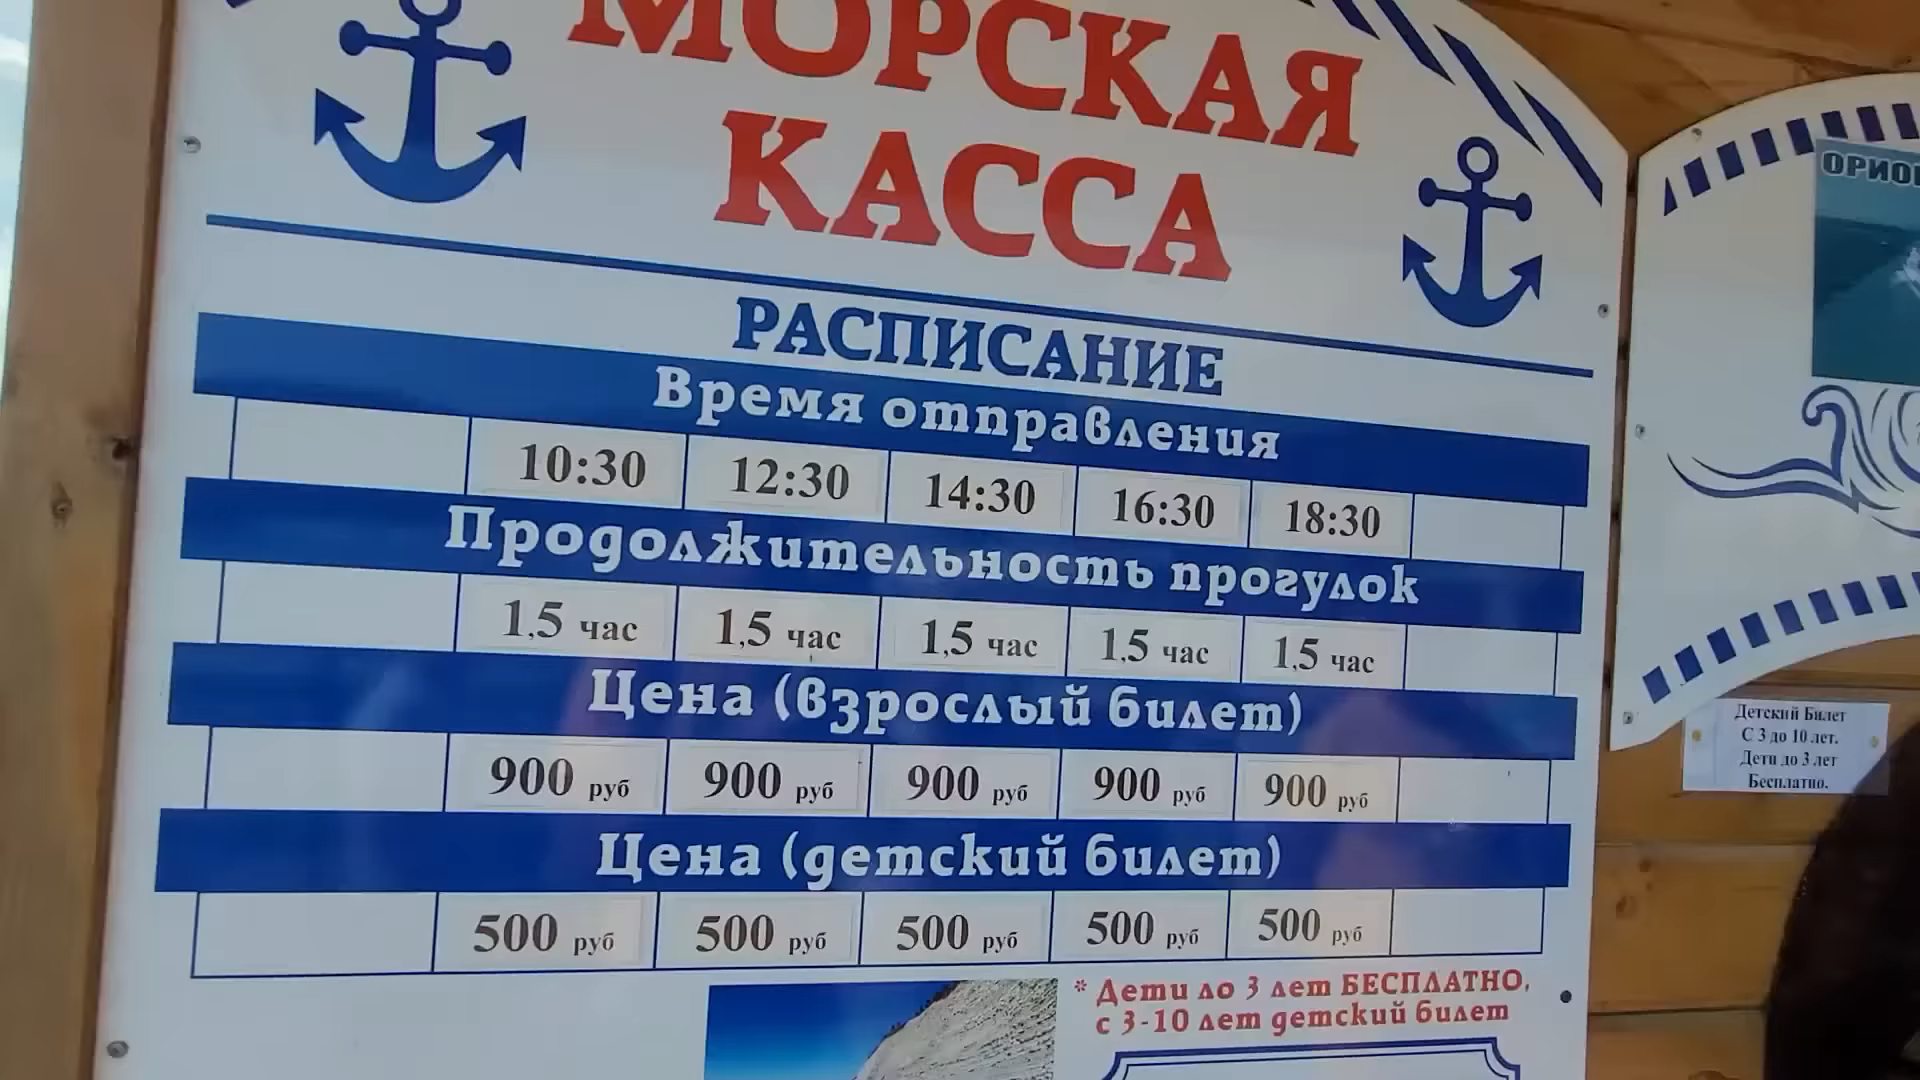 МОРСКАЯ
КАССА
РАСПИСАНИЕ
Время отправления
10:30 12:30 14:30 16:30 18:30
Продолжительность прогулок
1,5 час 1,5 час 1,5 час 1,5 час 1,5 час
Цена (взрослый билет)
900 руб 900 руб 900 руб 900 руб 900 руб
Цена (детский билет)
500 руб 500 руб 500 руб 500 руб 500 руб
* Дети до 3 лет БЕСПЛАТНО,
с 3-10 лет детский билет
Детский Билет
С 3 до 10 лет.
Дети до 3 лет
Бесплатно.